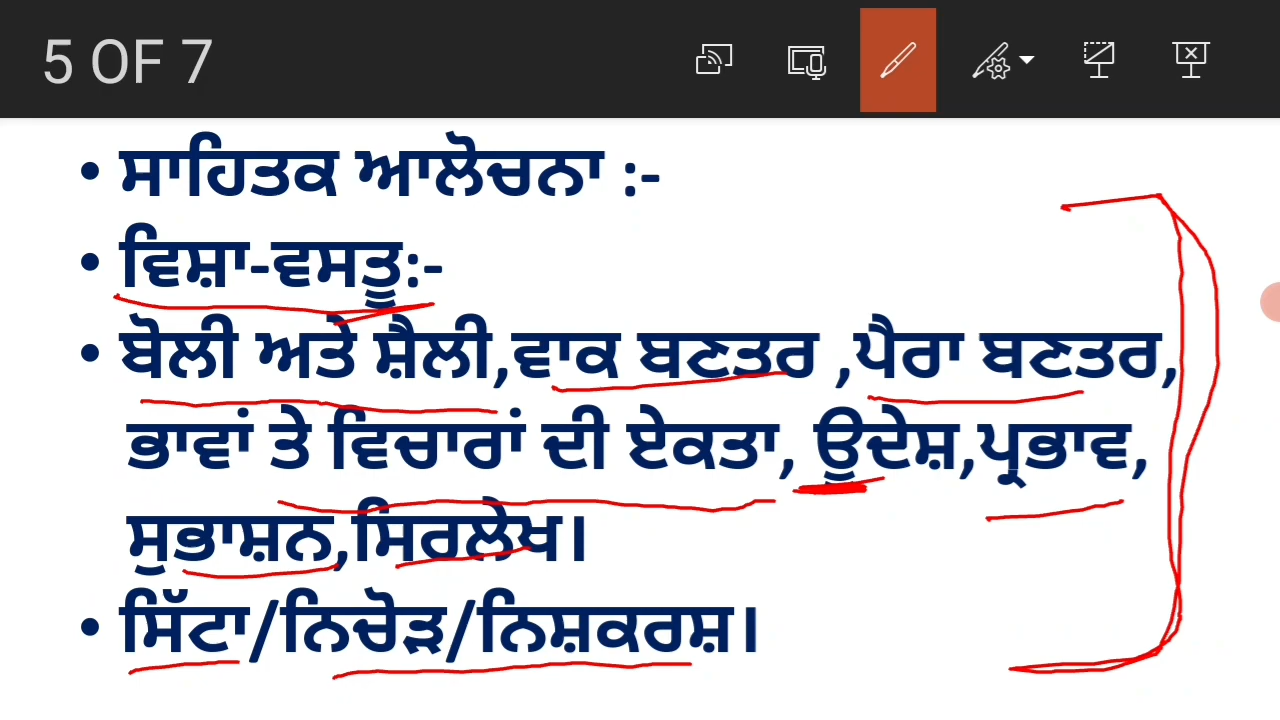 5 OF 7
• ਸਾਹਿਤਕ ਆਲੋਚਨਾ :-
• ਵਿਸ਼ਾ-ਵਸਤੂ:-
• ਬੋਲੀ ਅਤੇ ਸ਼ੈਲੀ,ਵਾਕ ਬਣਤਰ ,ਪੈਰਾ ਬਣਤਰ,
ਭਾਵਾਂ ਤੇ ਵਿਚਾਰਾਂ ਦੀ ਏਕਤਾ, ਉਦੇਸ਼,ਪ੍ਰਭਾਵ,
ਸੁਭਾਸ਼ਨ,ਸਿਰਲੇਖ।
• ਸਿੱਟਾ/ਨਿਚੋੜ/ਨਿਸ਼ਕਰਸ਼।